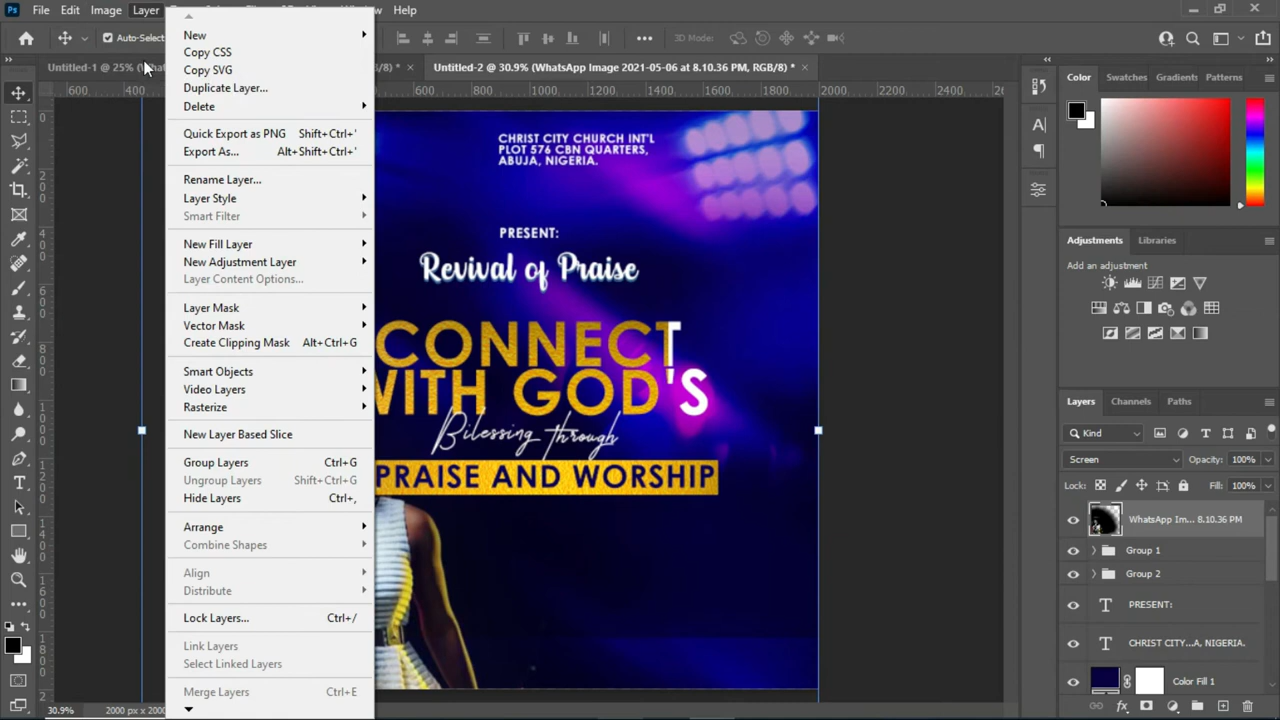 Ps File Edit Image Layer Help
Auto-Select 3D Mode:
Untitled-1 @ 25% /8) * × Untitled-2 @ 30.9% (WhatsApp Image 2021-05-06 at 8.10.36 PM, RGB/8) * ×
600 400 600 800 1000 1200 1400 1600 1800 2000 2200 2400
New
Copy CSS
Copy SVG
Duplicate Layer...
Delete
Quick Export as PNG Shift+Ctrl+'
Export As... Alt+Shift+Ctrl+'
Rename Layer...
Layer Style
Smart Filter
New Fill Layer
New Adjustment Layer
Layer Content Options...
Layer Mask
Vector Mask
Create Clipping Mask Alt+Ctrl+G
Smart Objects
Video Layers
Rasterize
New Layer Based Slice
Group Layers Ctrl+G
Ungroup Layers Shift+Ctrl+G
Hide Layers Ctrl+,
Arrange
Combine Shapes
Align
Distribute
Lock Layers... Ctrl+/
Link Layers
Select Linked Layers
Merge Layers Ctrl+E
CHRIST CITY CHURCH INT'L
PLOT 576 CBN QUARTERS,
ABUJA, NIGERIA.
PRESENT:
Revival of Praise
CONNECT
WITH GOD'S
Bilessing through
PRAISE AND WORSHIP
Color Swatches Gradients Patterns
Adjustments Libraries
Add an adjustment
Layers Channels Paths
Kind
Screen Opacity: 100%
Lock: Fill: 100%
WhatsApp Im... 8.10.36 PM
Group 1
Group 2
T PRESENT:
T CHRIST CITY...A, NIGERIA.
Color Fill 1
fx
30.9% 2000 px x 2000